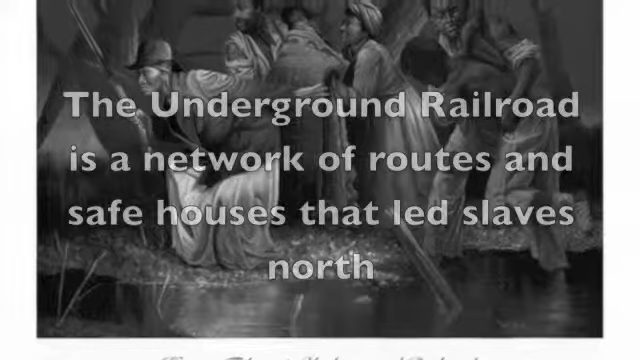 The Underground Railroad
is a network of routes and
safe houses that led slaves
north